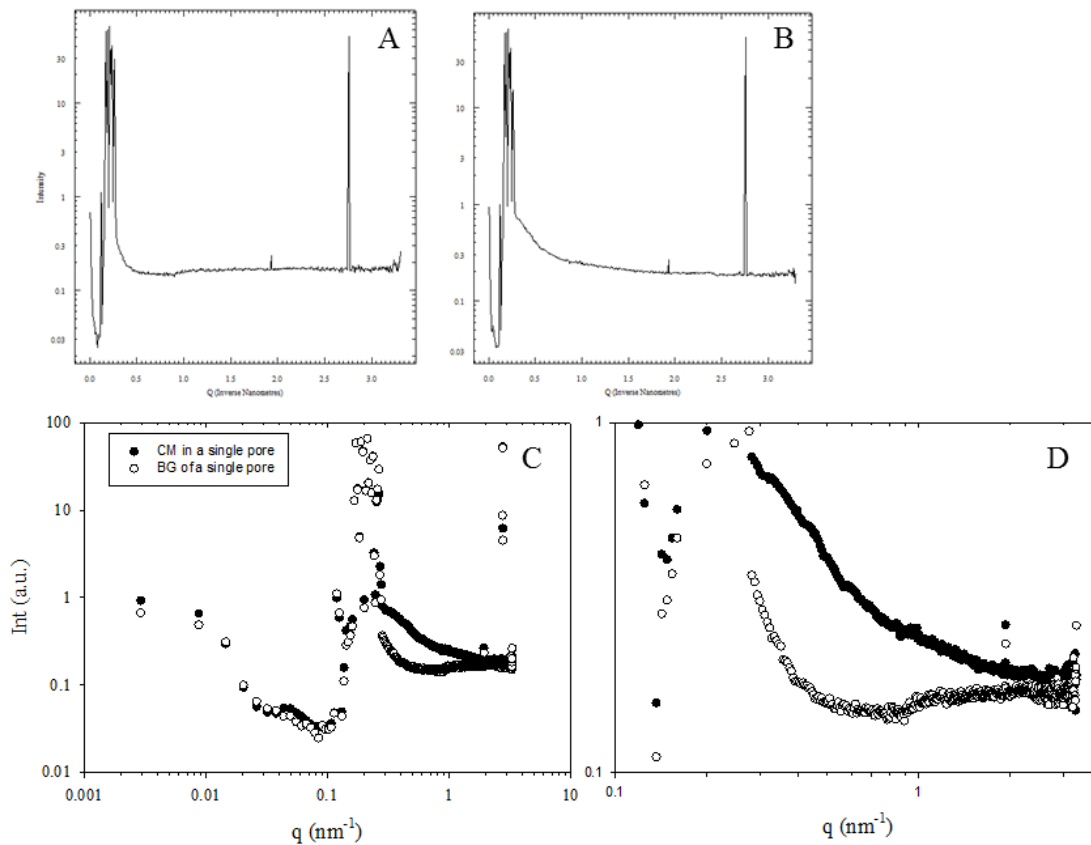 A
Intensity
30
10
3
1
0.3
0.1
0.03
0.0 0.5 1.0 1.5 2.0 2.5 3.0
Q (Inverse Nanometres)
B
30
10
3
1
0.3
0.1
0.03
0.0 0.5 1.0 1.5 2.0 2.5 3.0
Q (Inverse Nanometres)
C
CM in a single pore
BG of a single pore
Int (a.u.)
100
10
1
0.1
0.01
0.001 0.01 0.1 1 10
q (nm⁻¹)
D
1
0.1
0.1 1
q (nm⁻¹)